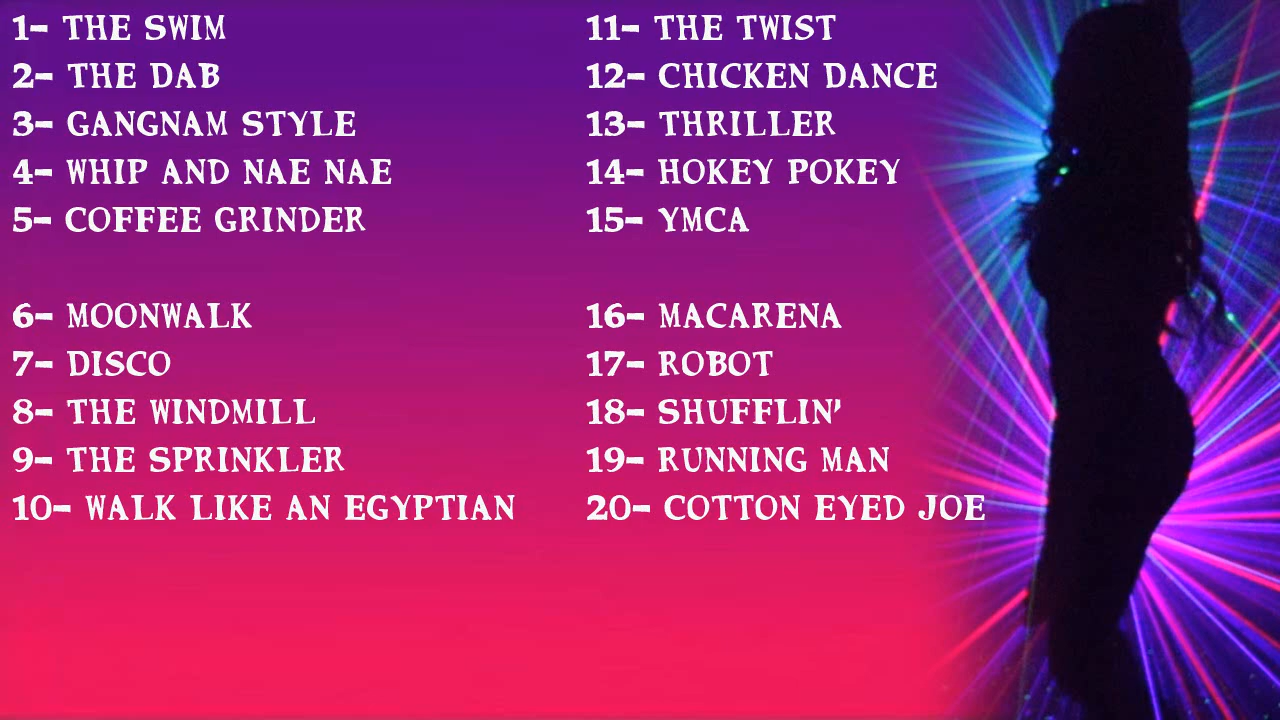 1- THE SWIM
2- THE DAB
3- GANGNAM STYLE
4- WHIP AND NAE NAE
5- COFFEE GRINDER
6- MOONWALK
7- DISCO
8- THE WINDMILL
9- THE SPRINKLER
10- WALK LIKE AN EGYPTIAN
11- THE TWIST
12- CHICKEN DANCE
13- THRILLER
14- HOKEY POKEY
15- YMCA
16- MACARENA
17- ROBOT
18- SHUFFLIN'
19- RUNNING MAN
20- COTTON EYED JOE